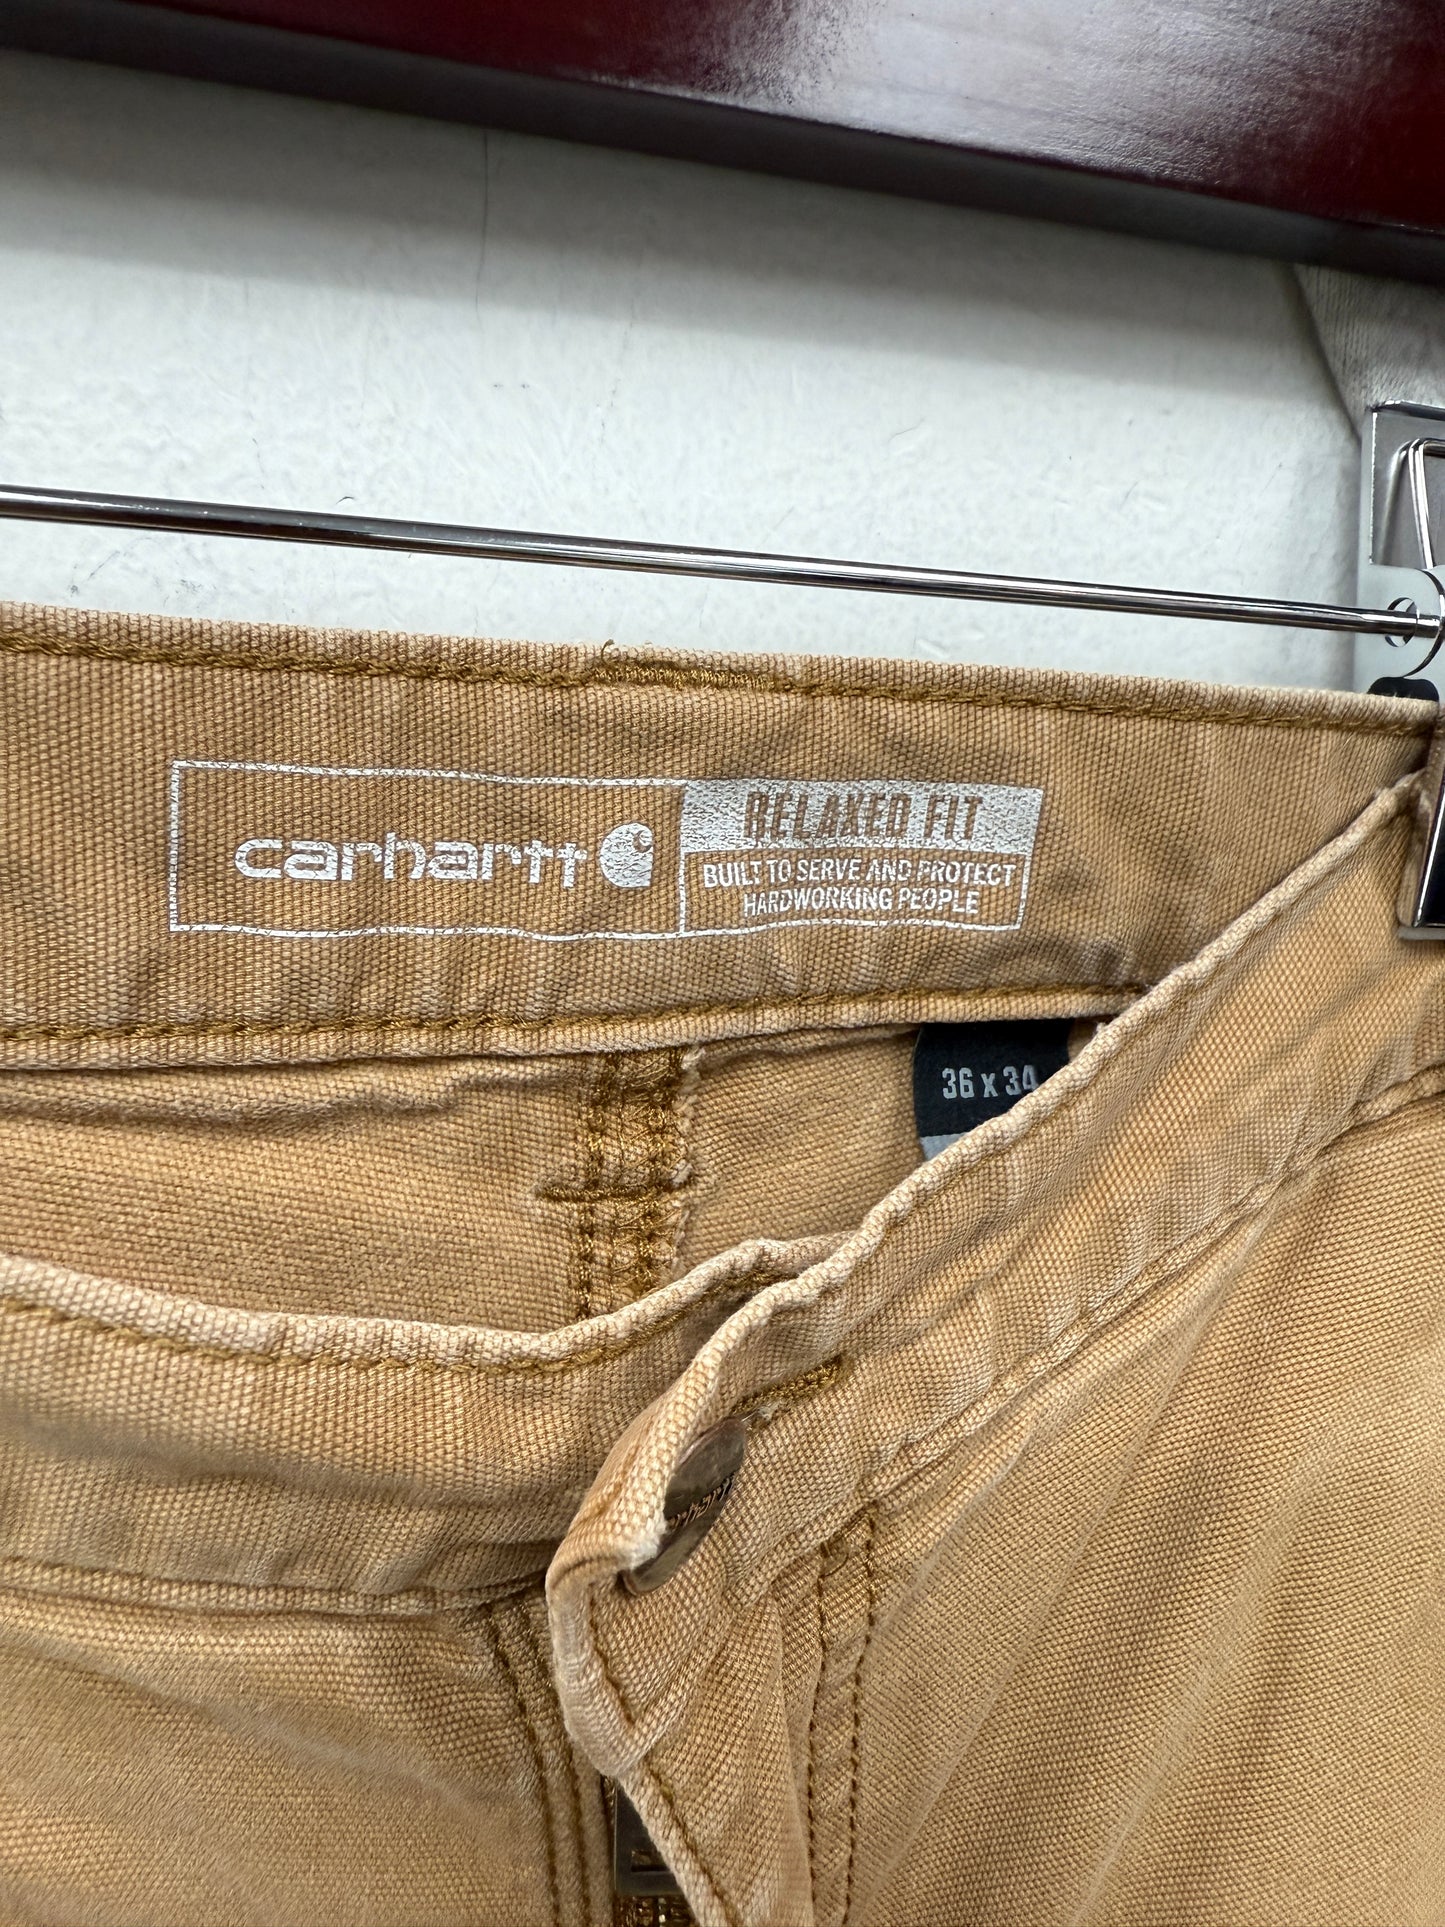 carhartt
RELAXED FIT
BUILT TO SERVE AND PROTECT
HARDWORKING PEOPLE
36 x 34